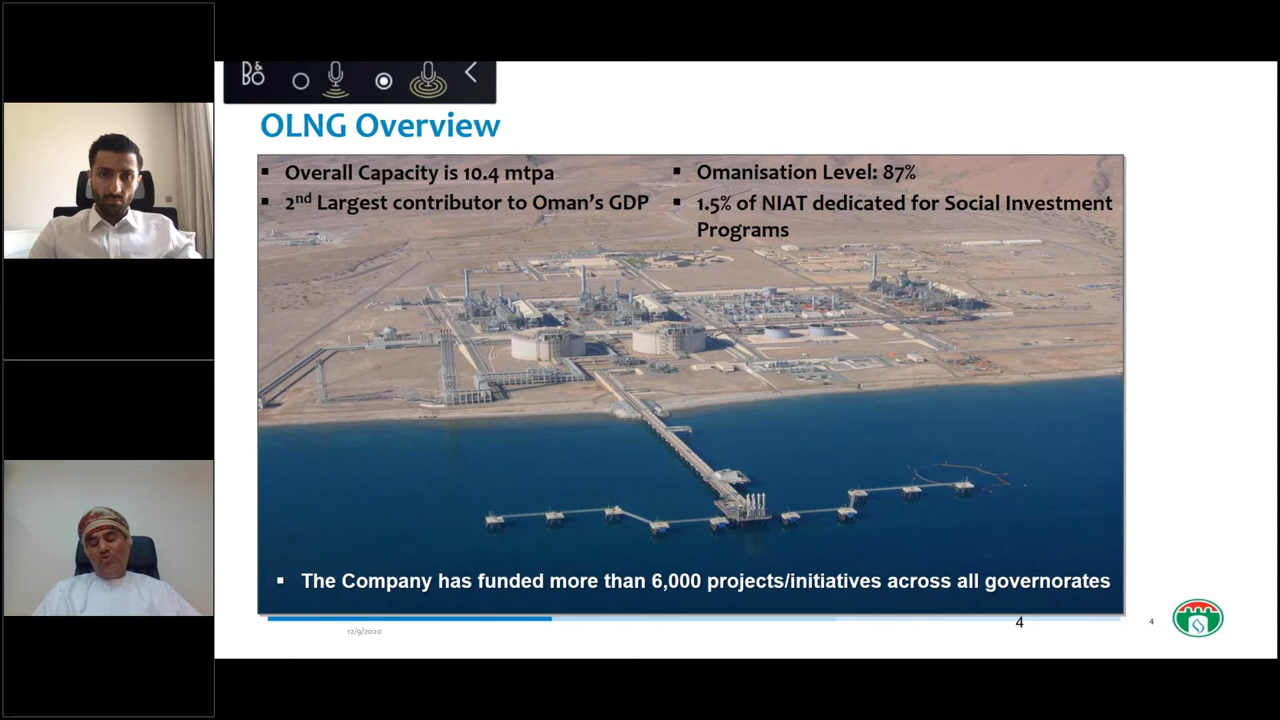 B&BO
OLNG Overview
▪ Overall Capacity is 10.4 mtpa
▪ 2nd Largest contributor to Oman's GDP
▪ Omanisation Level: 87%
▪ 1.5% of NIAT dedicated for Social Investment
Programs
▪ The Company has funded more than 6,000 projects/initiatives across all governorates
12/9/2020
4
4